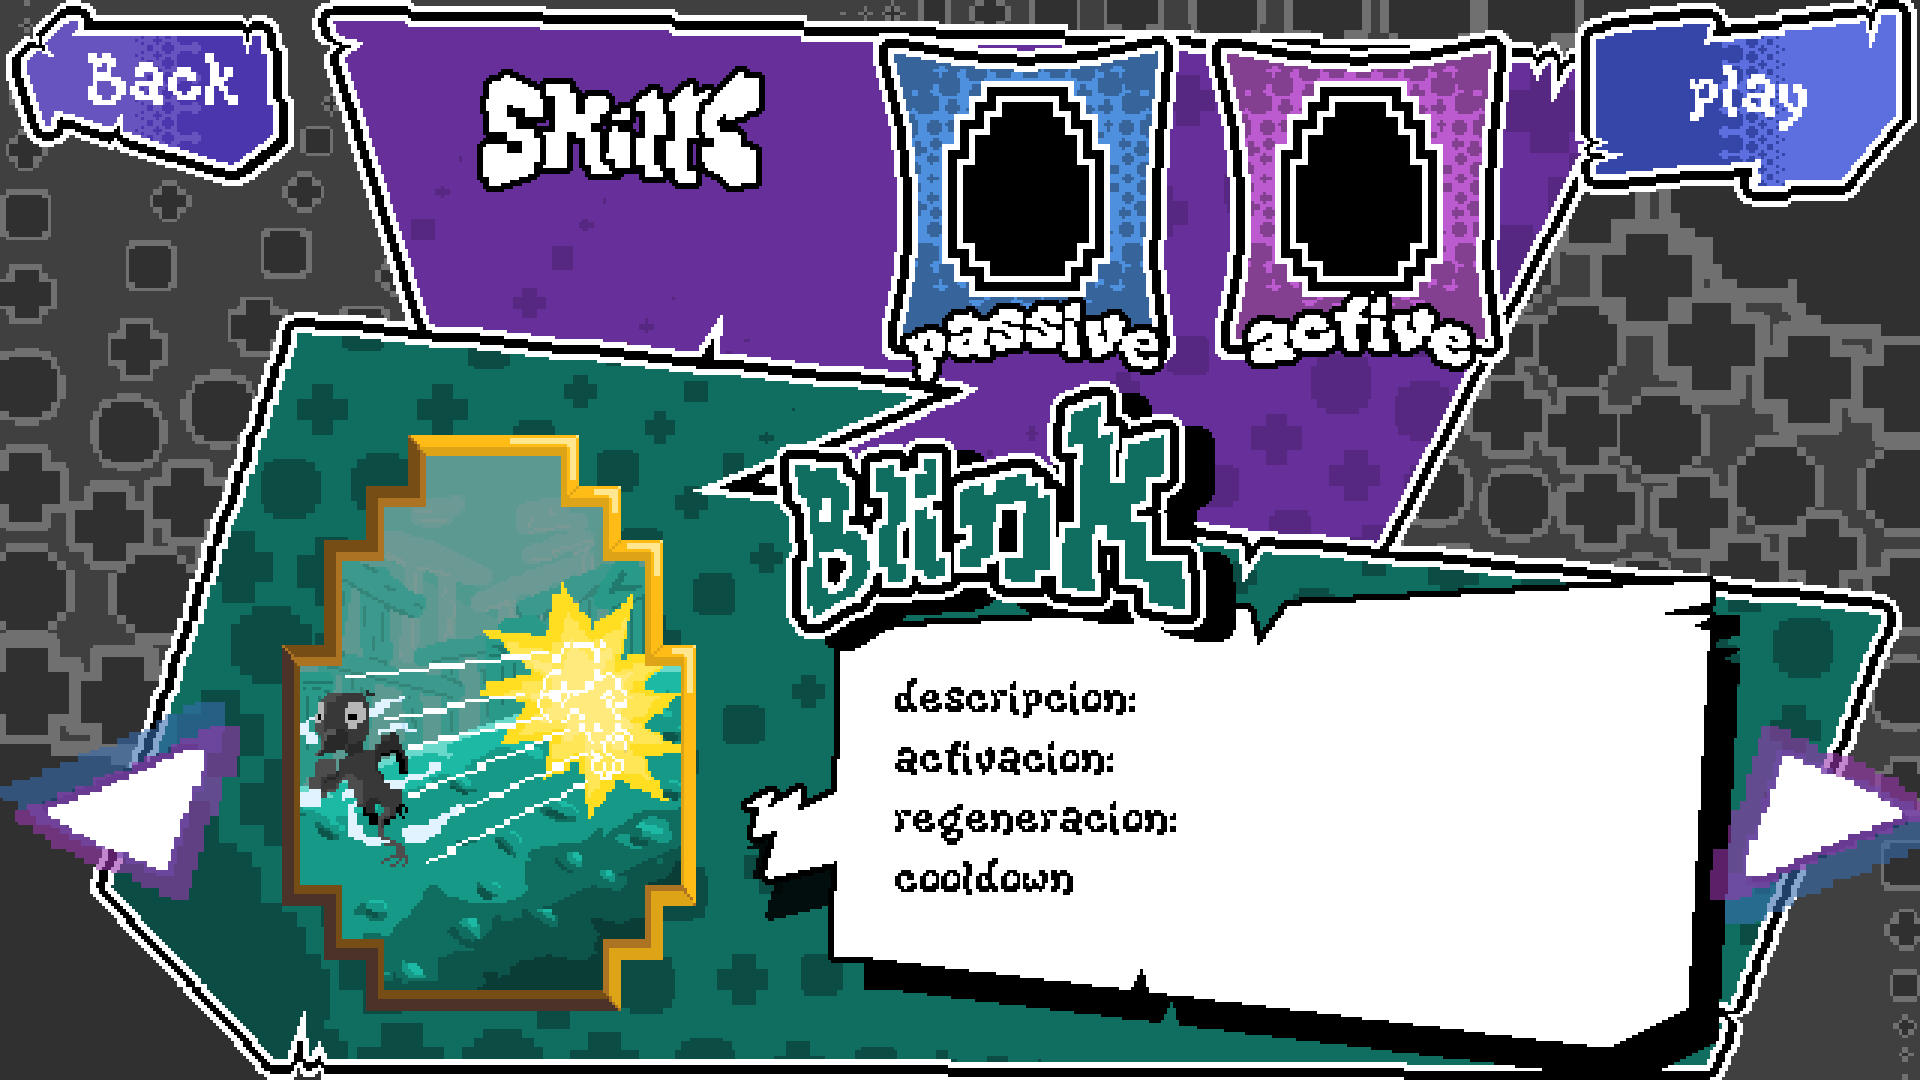 Back
Skills
play
passive
active
Blink
descripcion:
activacion:
regeneracion:
cooldown